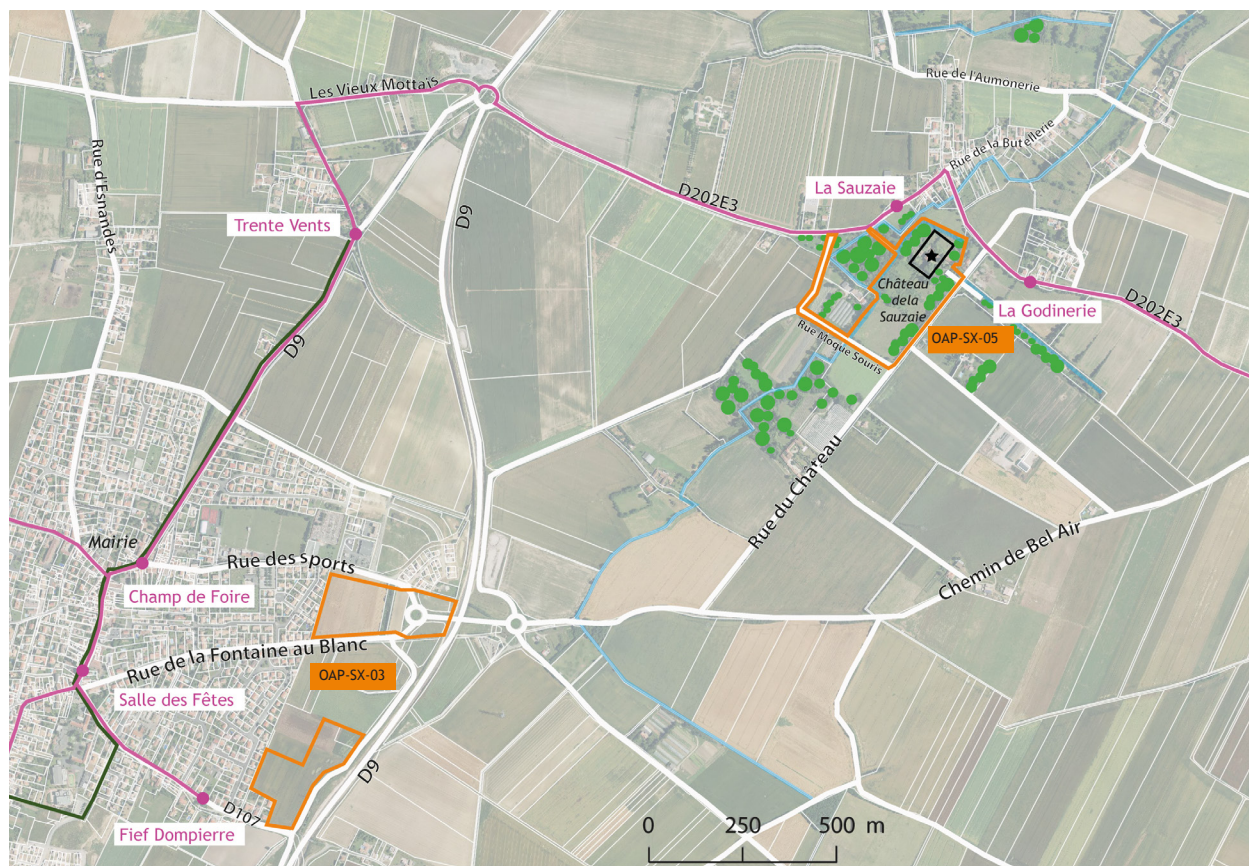 Rue de l'Aumonerie
Les Vieux Mottais
Rue de la Butellerie
Rue d'Esnandes
D202E3
La Sauzaie
D9
Trente Vents
Château
dela
Sauzaie
La Godinerie
D202E3
D9
Rue Moque Souris
OAP-SX-05
Rue du Château
Mairie
Rue des sports
Chemin de Bel Air
Champ de Foire
Rue de la Fontaine au Blanc
OAP-SX-03
Salle des Fêtes
D9
D107
Fief Dompierre
0 250 500 m